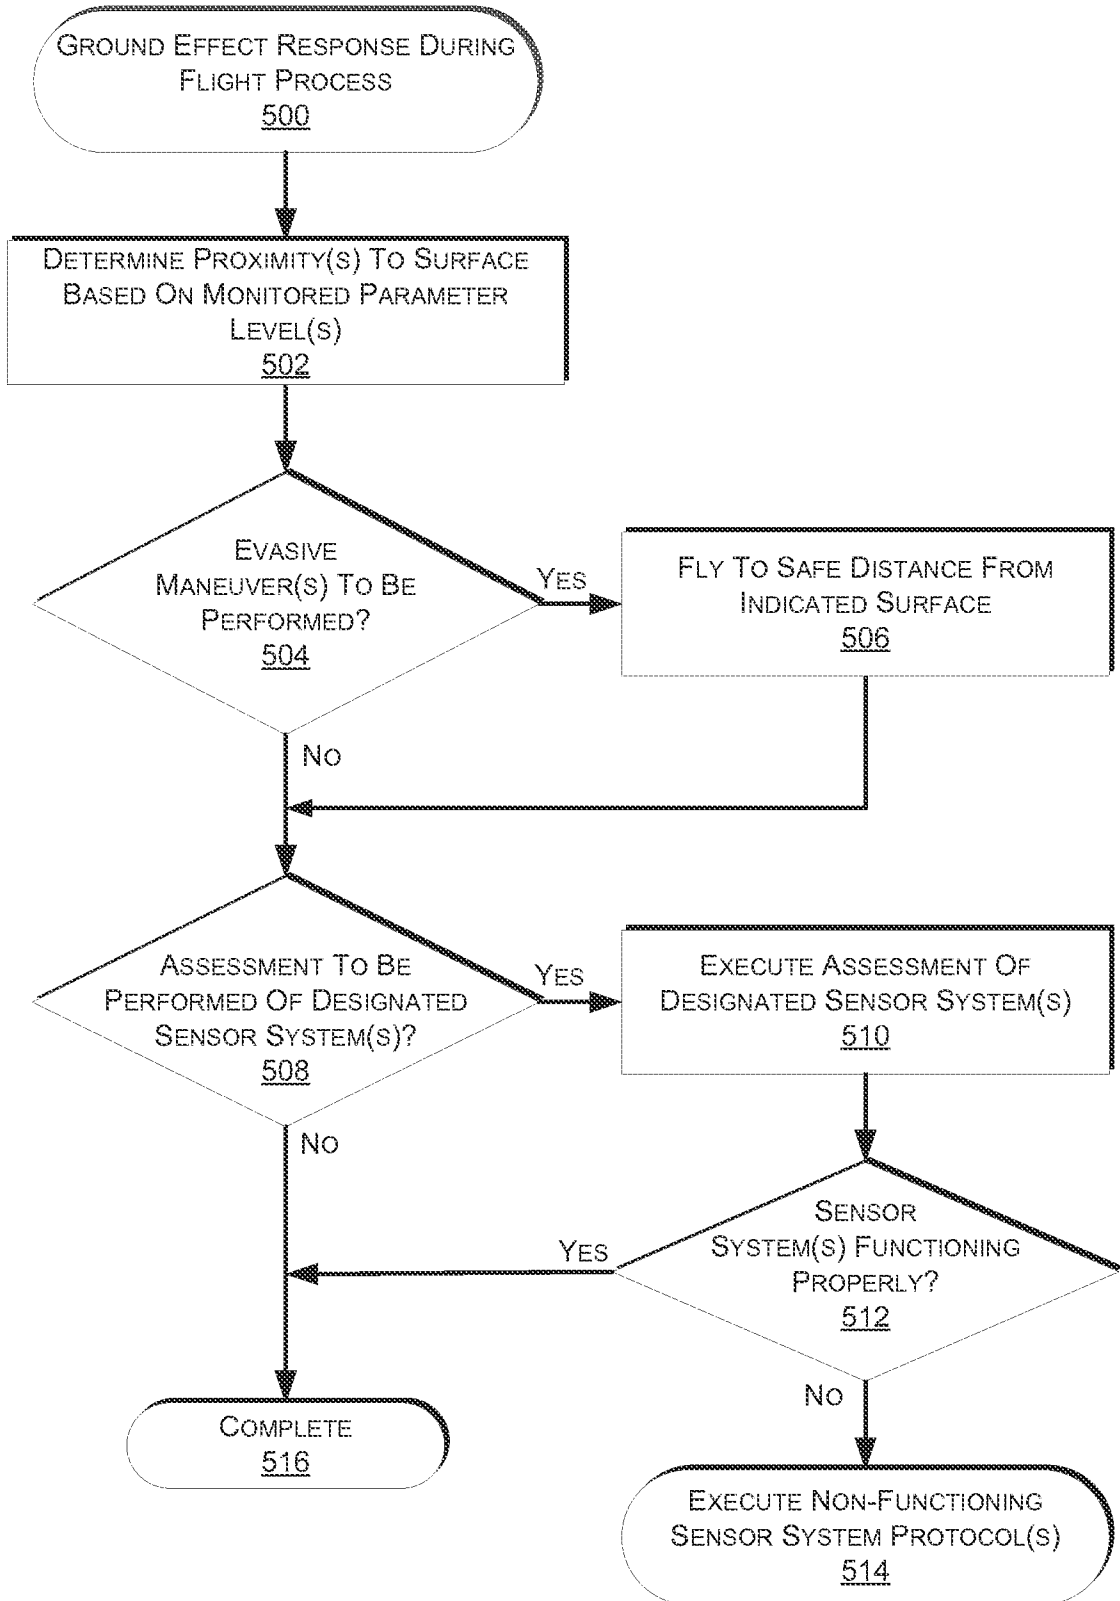 GROUND EFFECT RESPONSE DURING
FLIGHT PROCESS
500
DETERMINE PROXIMITY(S) TO SURFACE
BASED ON MONITORED PARAMETER
LEVEL(S)
502
EVASIVE
MANEUVER(S) TO BE
PERFORMED?
504
YES
FLY TO SAFE DISTANCE FROM
INDICATED SURFACE
506
NO
ASSESSMENT TO BE
PERFORMED OF DESIGNATED
SENSOR SYSTEM(S)?
508
YES
EXECUTE ASSESSMENT OF
DESIGNATED SENSOR SYSTEM(S)
510
NO
SENSOR
SYSTEM(S) FUNCTIONING
PROPERLY?
512
YES
NO
COMPLETE
516
EXECUTE NON-FUNCTIONING
SENSOR SYSTEM PROTOCOL(S)
514